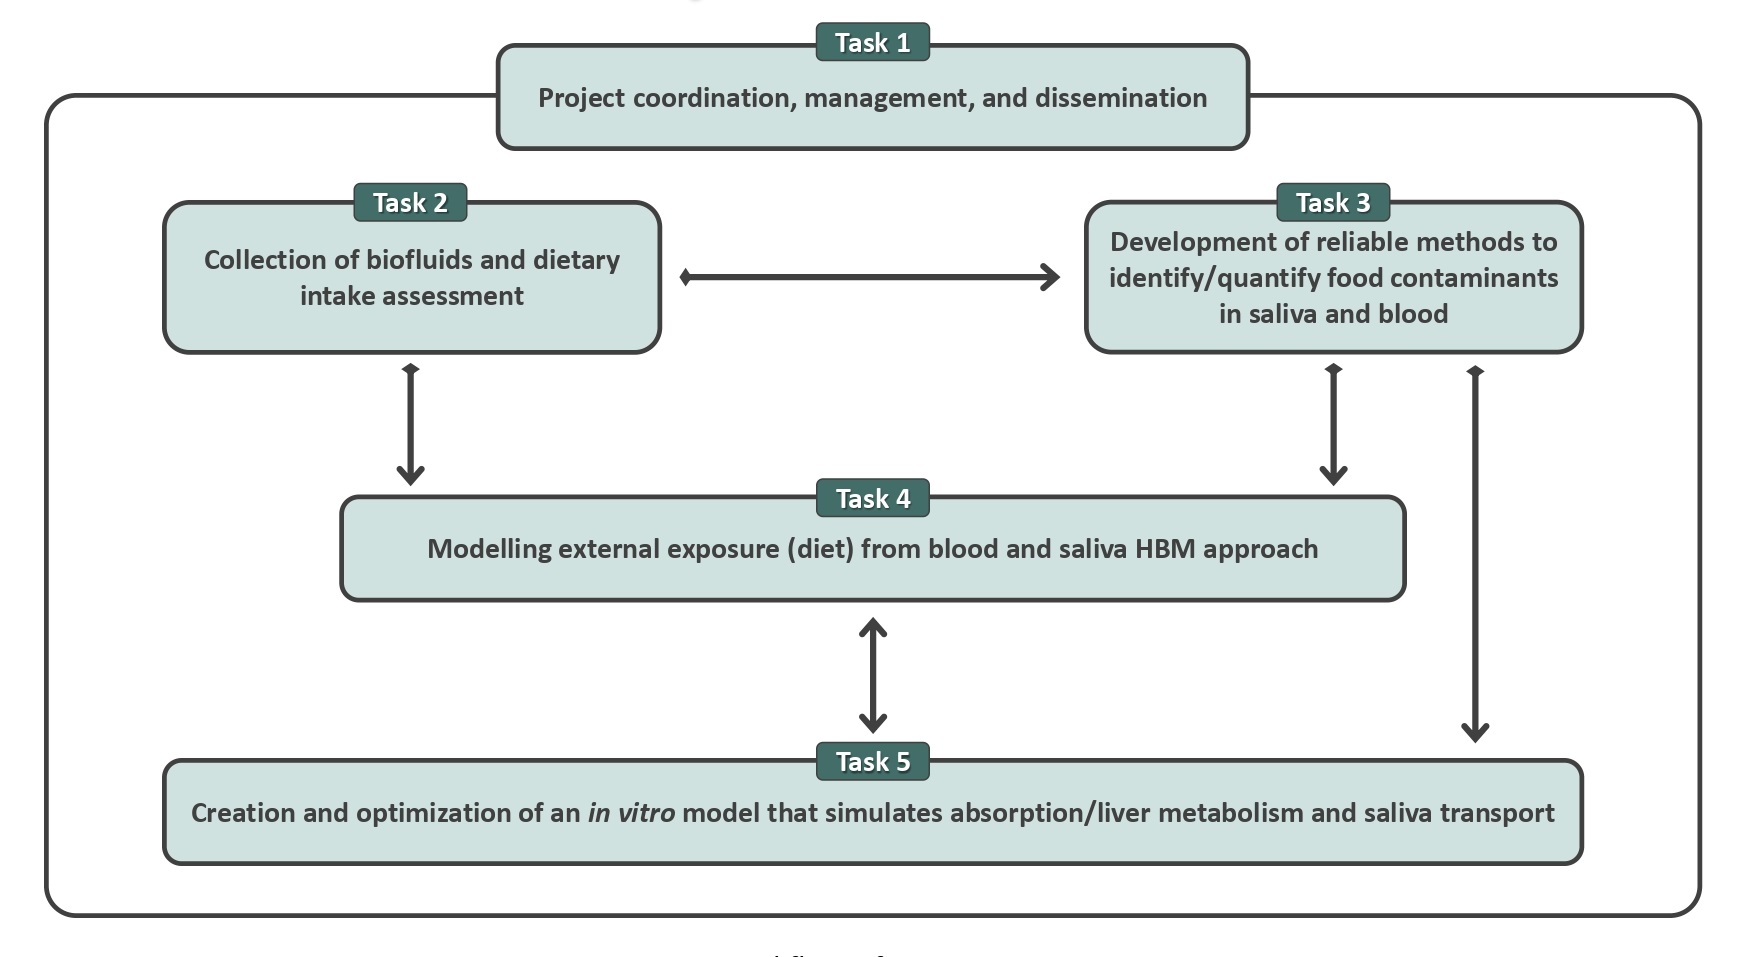 Task 1
Project coordination, management, and dissemination
Task 2
Collection of biofluids and dietary
intake assessment
Task 3
Development of reliable methods to
identify/quantify food contaminants
in saliva and blood
Task 4
Modelling external exposure (diet) from blood and saliva HBM approach
Task 5
Creation and optimization of an in vitro model that simulates absorption/liver metabolism and saliva transport